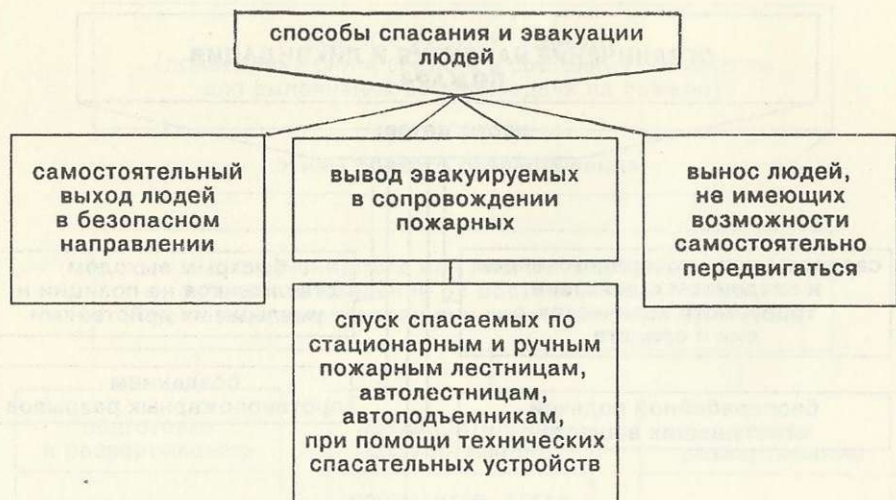 способы спасания и эвакуации
людей
самостоятельный
выход людей
в безопасном
направлении
вывод эвакуируемых
в сопровождении
пожарных
вынос людей,
не имеющих
возможности
самостоятельно
передвигаться
спуск спасаемых по
стационарным и ручным
пожарным лестницам,
автолестницам,
автоподъемникам,
при помощи технических
спасательных устройств